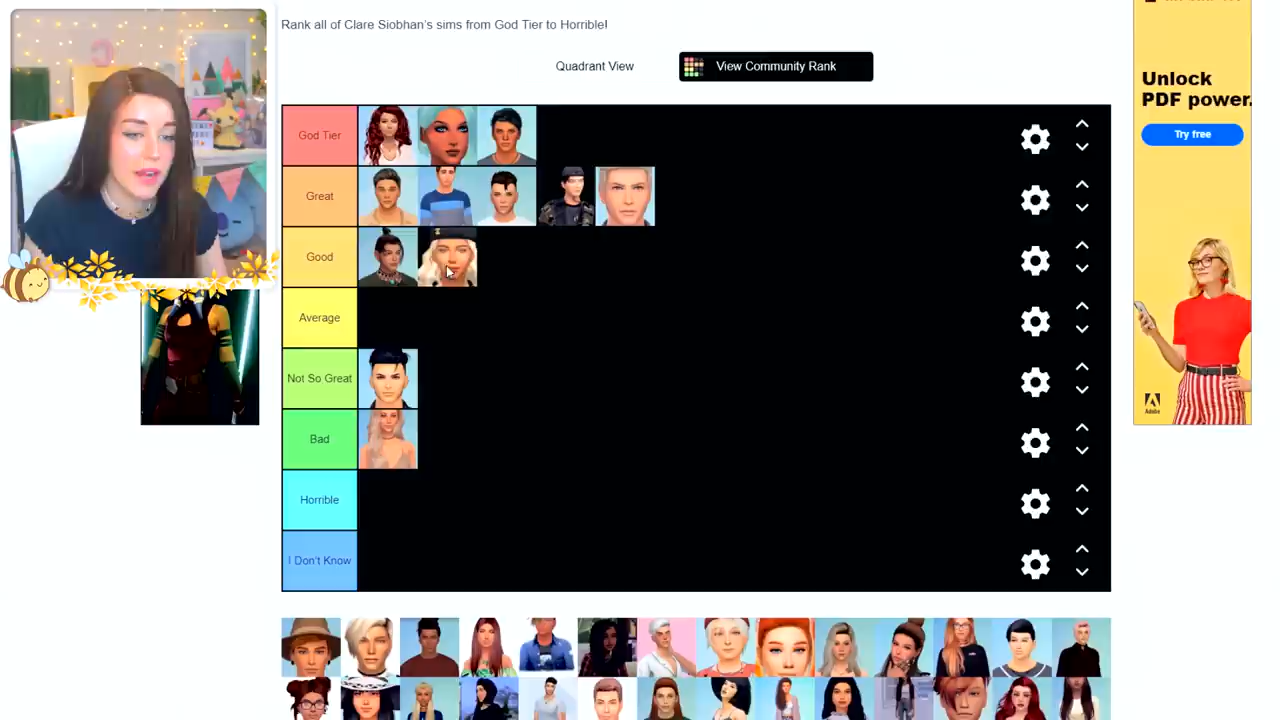 Rank all of Clare Siobhan's sims from God Tier to Horrible!
Quadrant View
View Community Rank
God Tier
Great
Good
Average
Not So Great
Bad
Horrible
I Don't Know
Unlock
PDF power.
Try free
Adobe